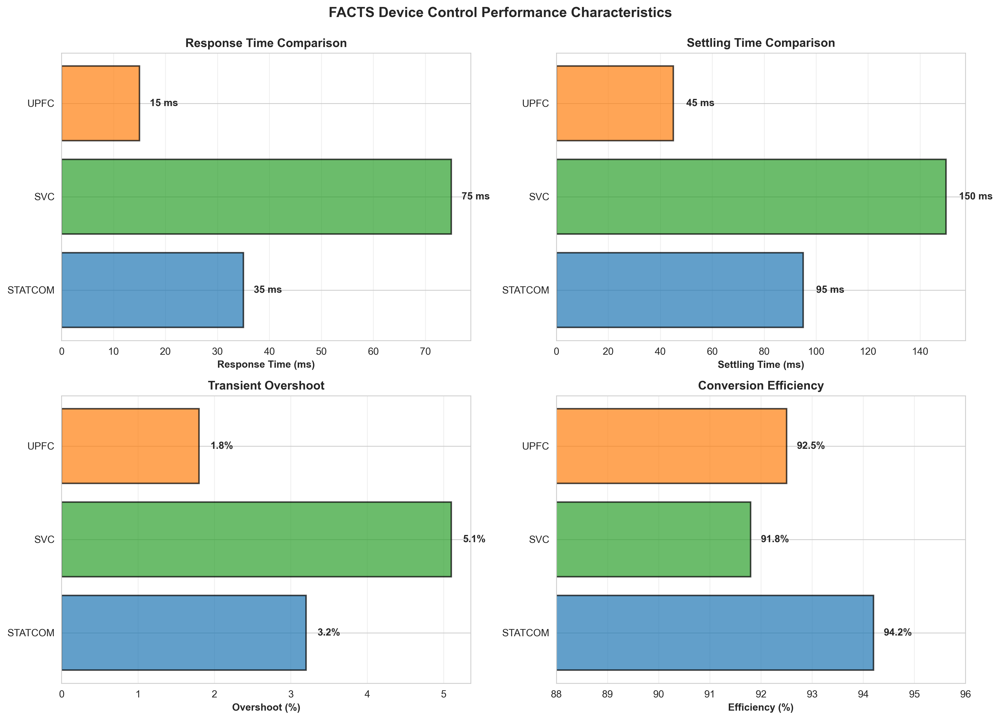 FACTS Device Control Performance Characteristics
Response Time Comparison
UPFC
15 ms
SVC
75 ms
STATCOM
35 ms
0 10 20 30 40 50 60 70
Response Time (ms)
Settling Time Comparison
UPFC
45 ms
SVC
150 ms
STATCOM
95 ms
0 20 40 60 80 100 120 140
Settling Time (ms)
Transient Overshoot
UPFC
1.8%
SVC
5.1%
STATCOM
3.2%
0 1 2 3 4 5
Overshoot (%)
Conversion Efficiency
UPFC
92.5%
SVC
91.8%
STATCOM
94.2%
88 89 90 91 92 93 94 95 96
Efficiency (%)